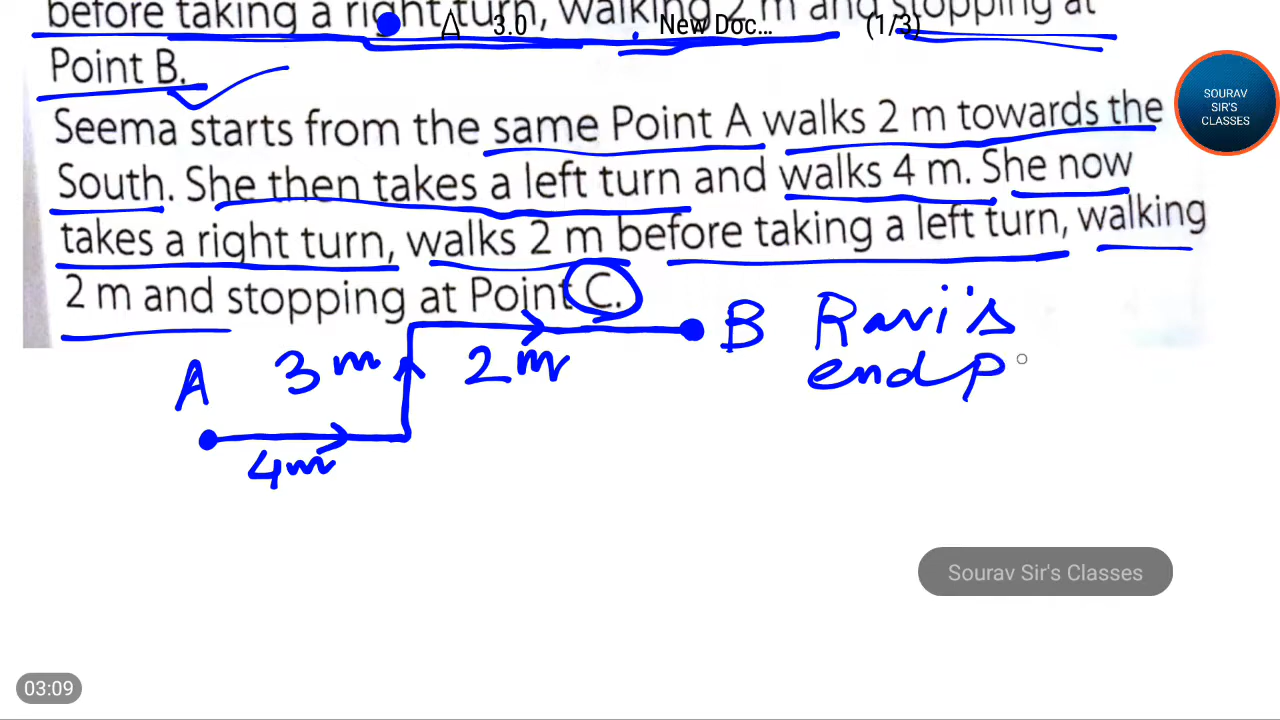 before taking a right turn, walking 2 m and stopping at
Δ 3.0 New Doc... (1/3)
Point B.
SOURAV
SIR'S
CLASSES
Seema starts from the same Point A walks 2 m towards the
South. She then takes a left turn and walks 4 m. She now
takes a right turn, walks 2 m before taking a left turn, walking
2 m and stopping at Point C.
A 3m 2m B Ravi's
end p
4m
Sourav Sir's Classes
03:09